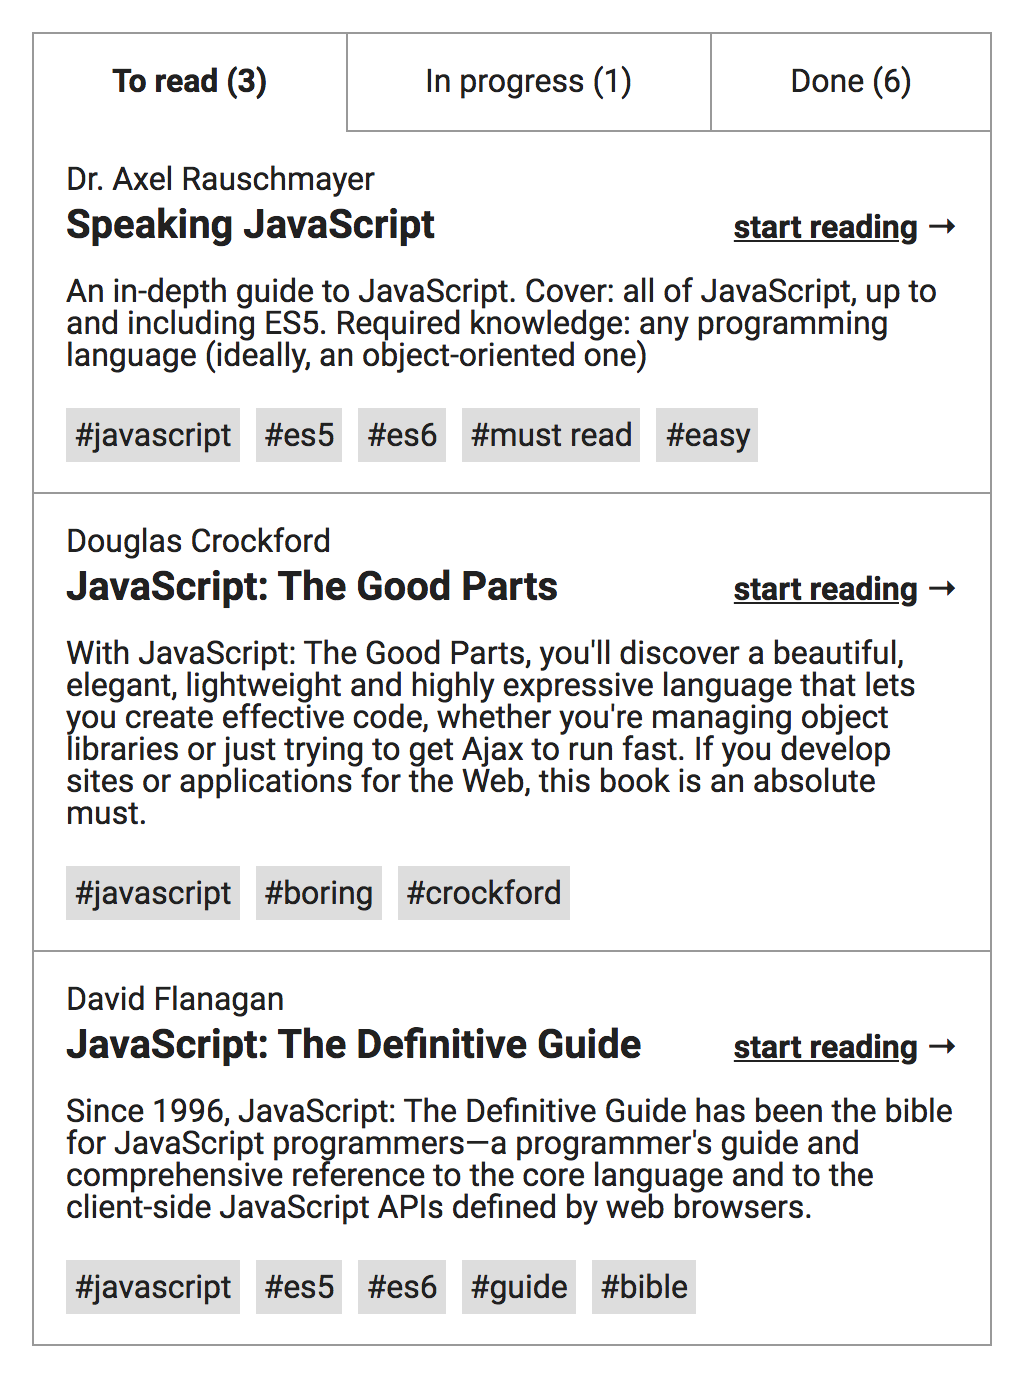 To read (3) In progress (1) Done (6)
Dr. Axel Rauschmayer
Speaking JavaScript start reading →
An in-depth guide to JavaScript. Cover: all of JavaScript, up to
and including ES5. Required knowledge: any programming
language (ideally, an object-oriented one)
#javascript #es5 #es6 #must read #easy
Douglas Crockford
JavaScript: The Good Parts start reading →
With JavaScript: The Good Parts, you'll discover a beautiful,
elegant, lightweight and highly expressive language that lets
you create effective code, whether you're managing object
libraries or just trying to get Ajax to run fast. If you develop
sites or applications for the Web, this book is an absolute
must.
#javascript #boring #crockford
David Flanagan
JavaScript: The Definitive Guide start reading →
Since 1996, JavaScript: The Definitive Guide has been the bible
for JavaScript programmers—a programmer's guide and
comprehensive reference to the core language and to the
client-side JavaScript APIs defined by web browsers.
#javascript #es5 #es6 #guide #bible